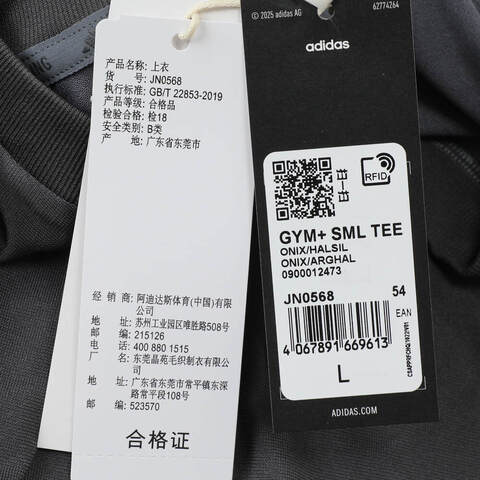 产品名称: 上衣
货　　号: JN0568
执行标准: GB/T 22853-2019
产品等级: 合格品
检验合格: 检18
安全类别: B类
产　　地: 广东省东莞市
经 销 商: 阿迪达斯体育(中国)有限
公司
地　　址: 苏州工业园区唯胜路508号
邮　　编: 215126
电　　话: 400 880 1515
厂　　名: 东莞晶苑毛织制衣有限公
司
地　　址: 广东省东莞市常平镇东深
路常平段108号
邮　　编: 523570
合格证
© 2025 adidas AG
62774264
adidas
RFID
GYM+ SML TEE
ONIX/HALSIL
ONIX/ARGHAL
0900012473
JN0568
54
EAN
4 067891 669613
L
ADIDAS.COM